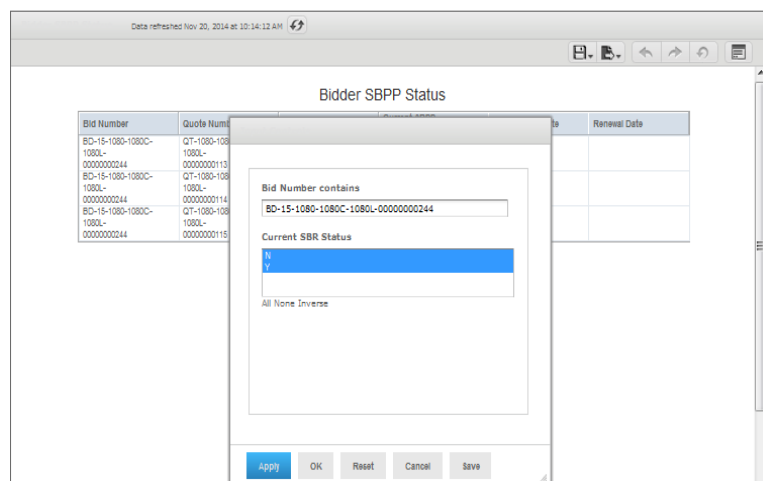 Data refreshed Nov 20, 2014 at 10:14:12 AM
Bidder SBPP Status
Bid Number Quote Numb Renewal Date
BD-15-1080-1080C-
1080L-
00000000244
QT-1080-108
1080L-
00000000113
BD-15-1080-1080C-
1080L-
00000000244
QT-1080-108
1080L-
00000000114
BD-15-1080-1080C-
1080L-
00000000244
QT-1080-108
1080L-
00000000115
Bid Number contains
BD-15-1080-1080C-1080L-00000000244
Current SBR Status
N
Y
All None Inverse
Apply OK Reset Cancel Save